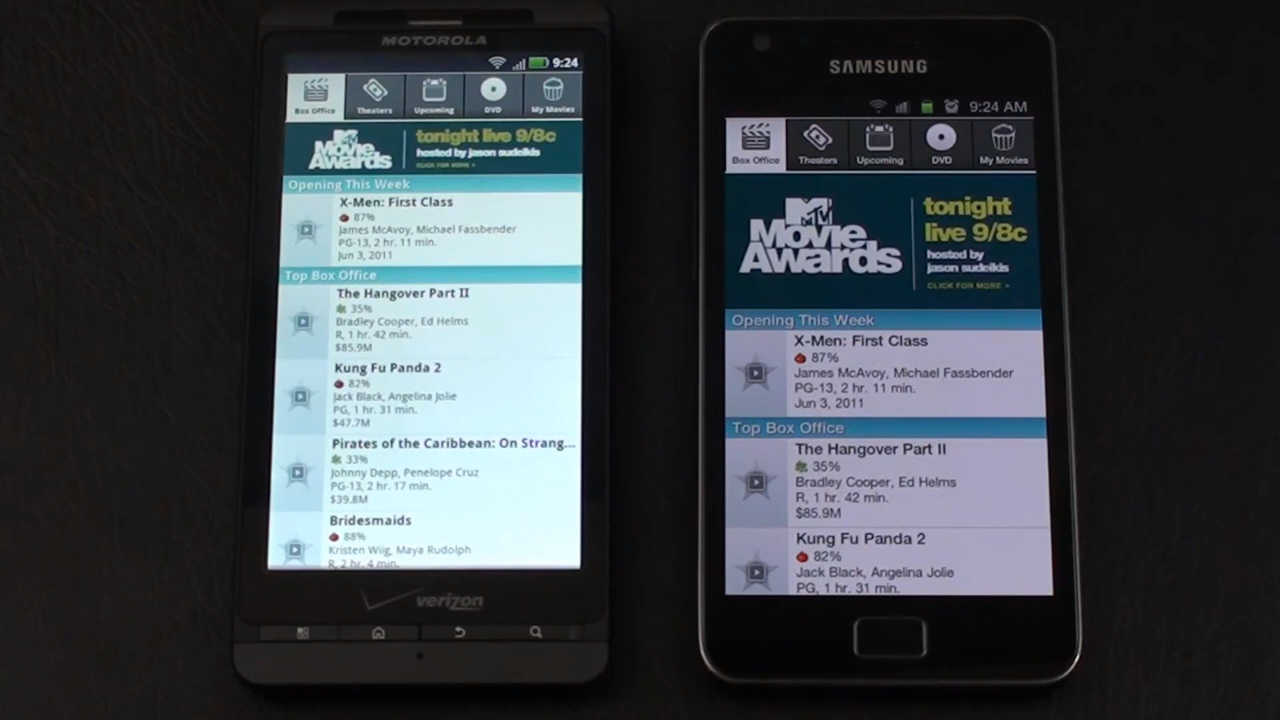 MOTOROLA
9:24
Box Office Theaters Upcoming DVD My Movies
MTV
Movie
Awards
tonight live 9/8c
hosted by jason sudeikis
CLICK FOR MORE >
Opening This Week
X-Men: First Class
87%
James McAvoy, Michael Fassbender
PG-13, 2 hr. 11 min.
Jun 3, 2011
Top Box Office
The Hangover Part II
35%
Bradley Cooper, Ed Helms
R, 1 hr. 42 min.
$85.9M
Kung Fu Panda 2
82%
Jack Black, Angelina Jolie
PG, 1 hr. 31 min.
$47.7M
Pirates of the Caribbean: On Strang...
33%
Johnny Depp, Penelope Cruz
PG-13, 2 hr. 17 min.
$39.8M
Bridesmaids
88%
Kristen Wiig, Maya Rudolph
R, 2 hr. 4 min.
verizon
SAMSUNG
9:24 AM
Box Office Theaters Upcoming DVD My Movies
MTV
Movie
Awards
tonight
live 9/8c
hosted by
jason sudeikis
CLICK FOR MORE >
Opening This Week
X-Men: First Class
87%
James McAvoy, Michael Fassbender
PG-13, 2 hr. 11 min.
Jun 3, 2011
Top Box Office
The Hangover Part II
35%
Bradley Cooper, Ed Helms
R, 1 hr. 42 min.
$85.9M
Kung Fu Panda 2
82%
Jack Black, Angelina Jolie
PG, 1 hr. 31 min.